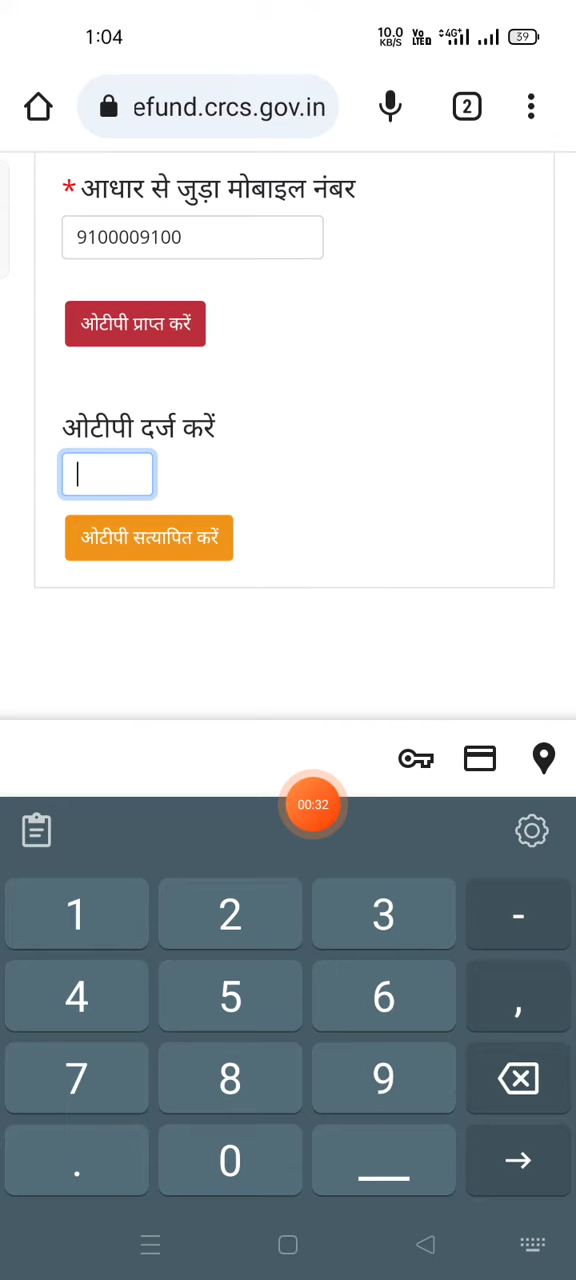 1:04
10.0 KB/S Vo LTE 4G+ 39
efund.crcs.gov.in 2
*आधार से जुड़ा मोबाइल नंबर
9100009100
ओटीपी प्राप्त करें
ओटीपी दर्ज करें
ओटीपी सत्यापित करें
00:32
1 2 3 -
4 5 6 ,
7 8 9
. 0